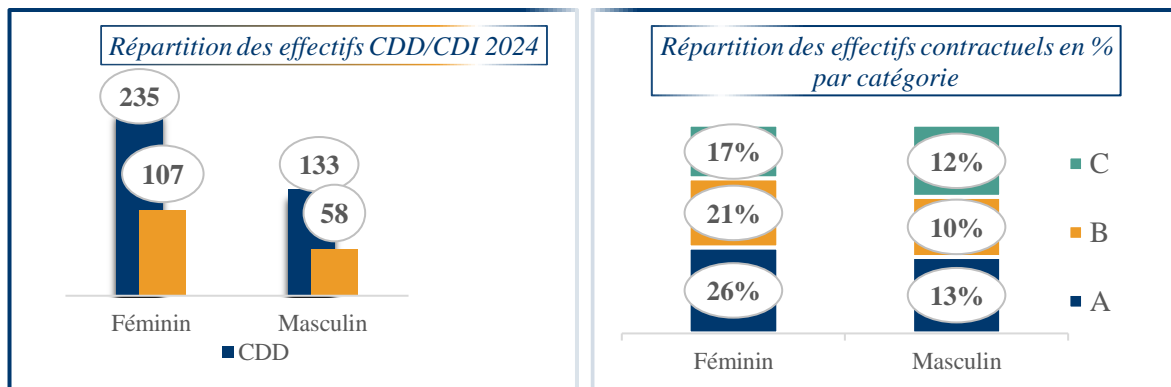 Répartition des effectifs CDD/CDI 2024
235
107
133
58
Féminin
Masculin
CDD
Répartition des effectifs contractuels en %
par catégorie
17%
12%
C
21%
10%
B
26%
13%
A
Féminin
Masculin